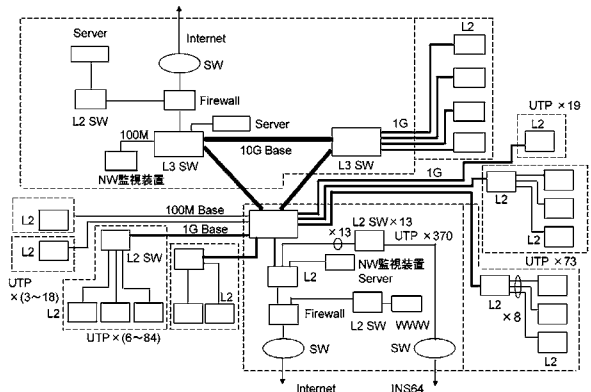 Internet
L2
Server
SW
Firewall
L2 SW
Server
1G
UTP ×19
100M
L2
L3 SW
10G Base
L3 SW
NW監視装置
1G
L2
100M Base
L2
L2 SW×13
×13
1G Base
UTP ×370
L2
L2
L2 SW
NW監視装置
Server
UTP ×73
UTP
×(3～18)
L2
L2
L2
Firewall
L2 SW
WWW
L2
×8
UTP×(6～84)
SW
SW
L2
Internet
INS64